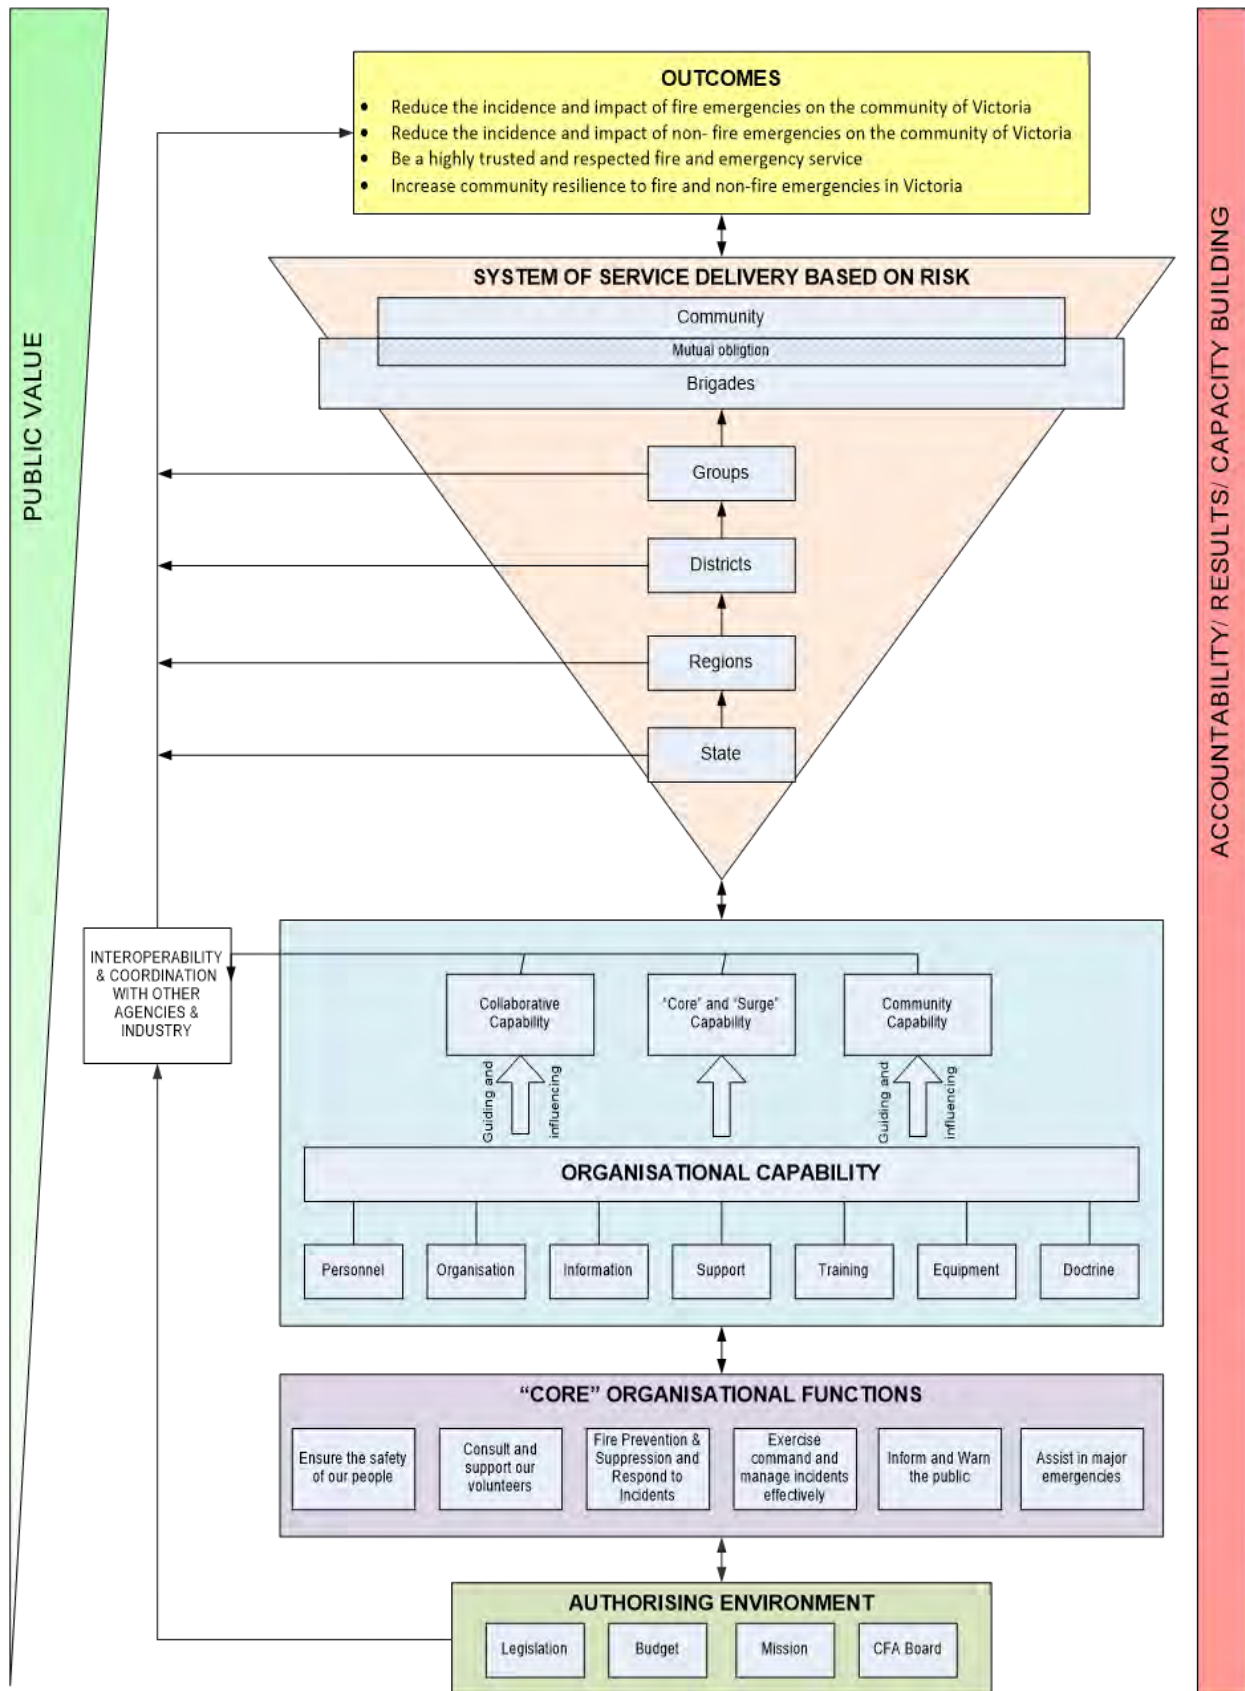 OUTCOMES
• Reduce the incidence and impact of fire emergencies on the community of Victoria
• Reduce the incidence and impact of non- fire emergencies on the community of Victoria
• Be a highly trusted and respected fire and emergency service
• Increase community resilience to fire and non-fire emergencies in Victoria
PUBLIC VALUE
ACCOUNTABILITY/ RESULTS/ CAPACITY BUILDING
SYSTEM OF SERVICE DELIVERY BASED ON RISK
Community
Mutual obligtion
Brigades
Groups
Districts
Regions
State
INTEROPERABILITY
& COORDINATION
WITH OTHER
AGENCIES &
INDUSTRY
Collaborative
Capability
"Core" and "Surge"
Capability
Community
Capability
Guiding and
influencing
Guiding and
influencing
ORGANISATIONAL CAPABILITY
Personnel
Organisation
Information
Support
Training
Equipment
Doctrine
“CORE” ORGANISATIONAL FUNCTIONS
Ensure the safety
of our people
Consult and
support our
volunteers
Fire Prevention &
Suppression and
Respond to
Incidents
Exercise
command and
manage incidents
effectively
Inform and Warn
the public
Assist in major
emergencies
AUTHORISING ENVIRONMENT
Legislation
Budget
Mission
CFA Board